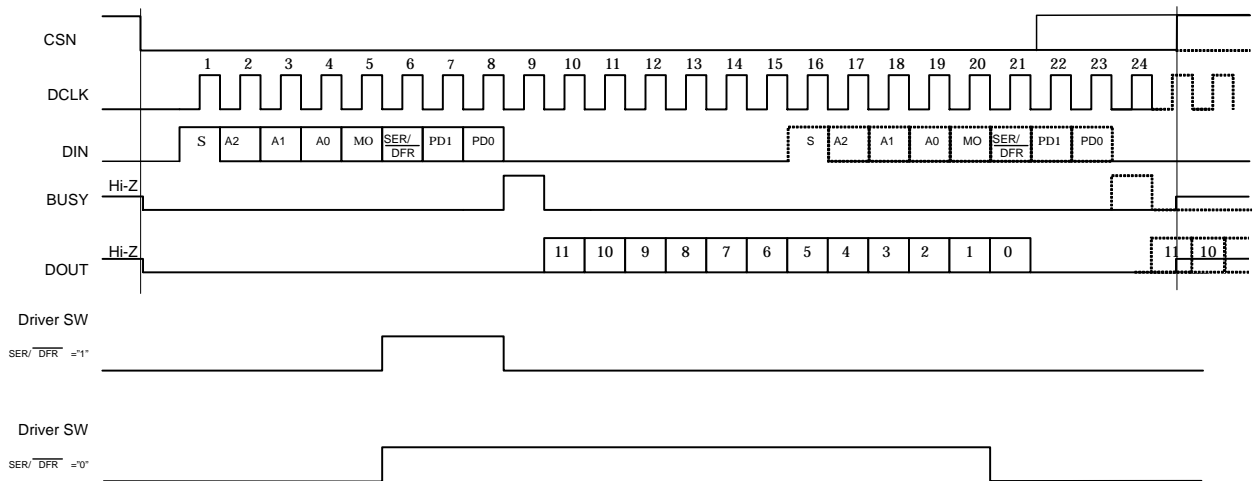 CSN
1 2 3 4 5 6 7 8 9 10 11 12 13 14 15 16 17 18 19 20 21 22 23 24
DCLK
DIN S A2 A1 A0 MO SER/DFR PD1 PD0 S A2 A1 A0 MO SER/DFR PD1 PD0
Hi-Z
BUSY
Hi-Z
DOUT 11 10 9 8 7 6 5 4 3 2 1 0 11 10
Driver SW
SER/ DFR ="1"
Driver SW
SER/ DFR ="0"